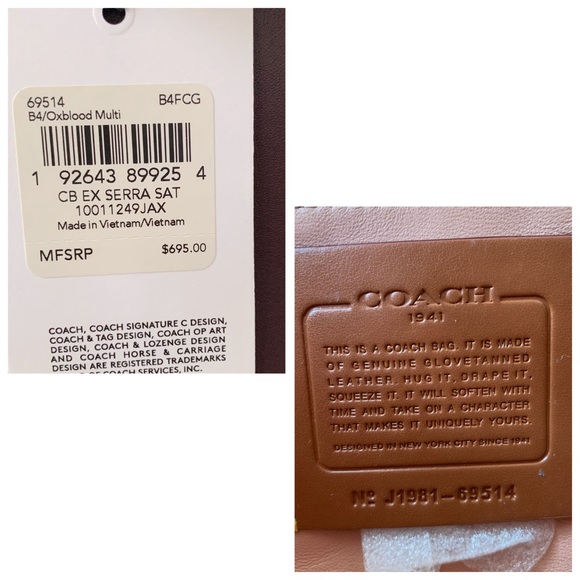 69514 B4FCG
B4/Oxblood Multi
1 92643 89925 4
CB EX SERRA SAT
10011249JAX
Made in Vietnam/Vietnam
MFSRP $695.00
COACH, COACH SIGNATURE C DESIGN,
COACH & TAG DESIGN, COACH OP ART
DESIGN, COACH & LOZENGE DESIGN
AND COACH HORSE & CARRIAGE
DESIGN ARE REGISTERED TRADEMARKS
OF COACH SERVICES, INC.
COACH
1941
THIS IS A COACH BAG. IT IS MADE
OF GENUINE GLOVETANNED
LEATHER. HUG IT, DRAPE IT,
SQUEEZE IT. IT WILL SOFTEN WITH
TIME AND TAKE ON A CHARACTER
THAT MAKES IT UNIQUELY YOURS.
DESIGNED IN NEW YORK CITY SINCE 1941
Nº J1981-69514